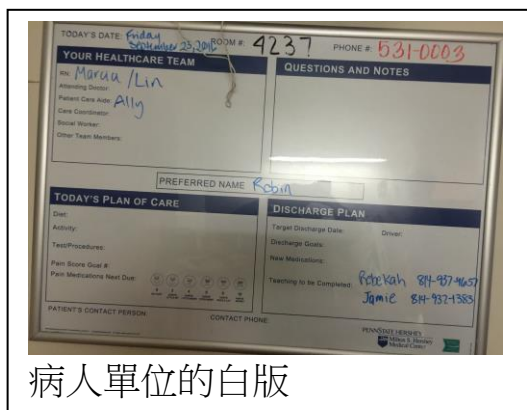 TODAY'S DATE: Friday September 23, ROOM #: 4237 PHONE #: 531-0003
YOUR HEALTHCARE TEAM
RN: Marcia / Lin
Attending Doctor:
Patient Care Aide: Ally
Care Coordinator:
Social Worker:
Other Team Members:
QUESTIONS AND NOTES
PREFERRED NAME Robin
TODAY'S PLAN OF CARE
Diet:
Activity:
Test/Procedures:
Pain Score Goal #:
Pain Medications Next Due:
DISCHARGE PLAN
Target Discharge Date: Driver:
Discharge Goals:
New Medications:
Teaching to be Completed: Rebekah 814-937-9657
Jamie 814-932-1383
PATIENT'S CONTACT PERSON: CONTACT PHONE:
PENNSTATE HERSHEY
Milton S. Hershey
Medical Center
病人單位的白版